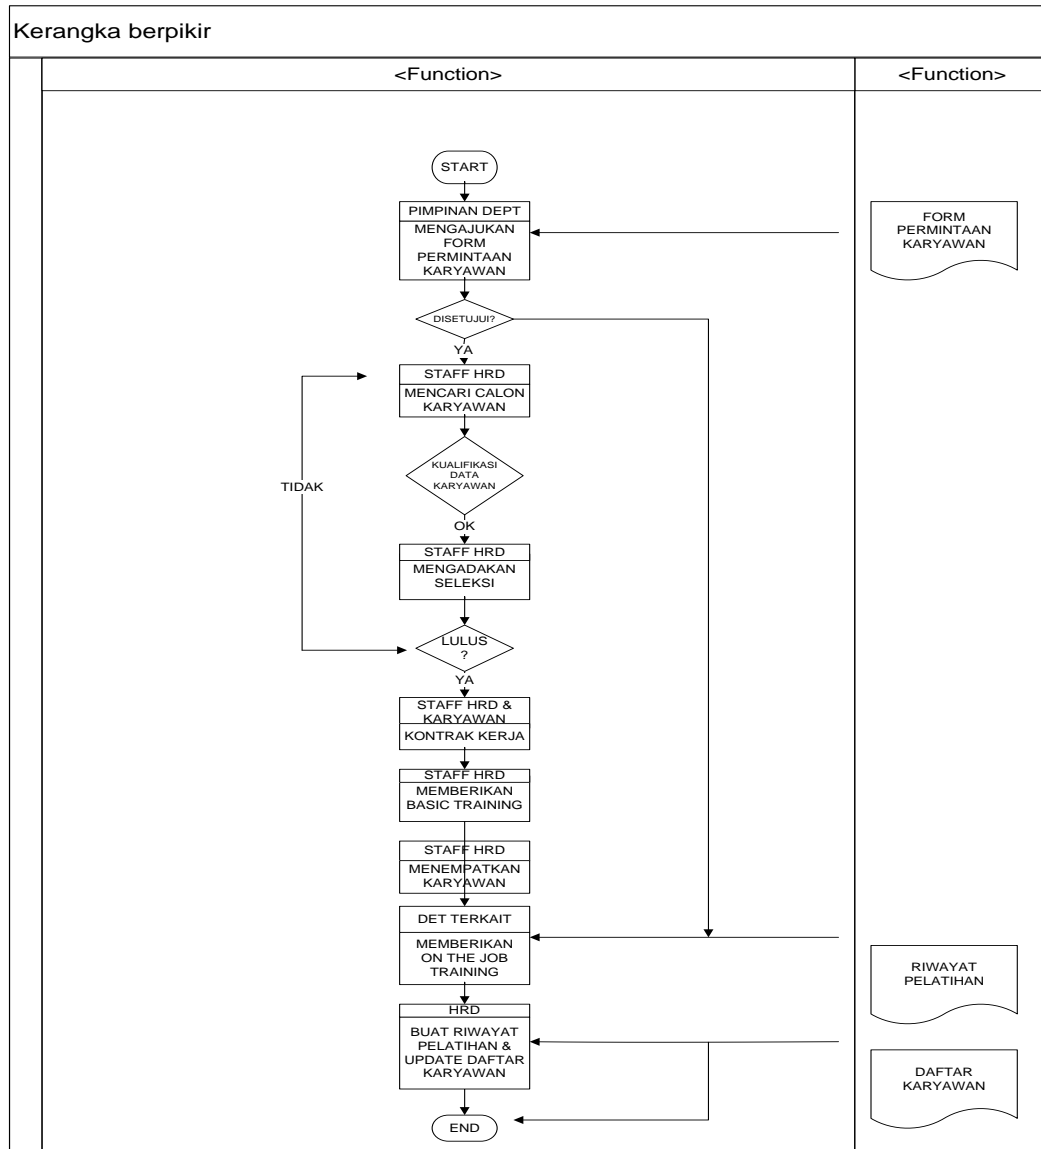 Kerangka berpikir
<Function>
<Function>
START
PIMPINAN DEPT
MENGAJUKAN
FORM
PERMINTAAN
KARYAWAN
FORM
PERMINTAAN
KARYAWAN
DISETUJUI?
YA
STAFF HRD
MENCARI CALON
KARYAWAN
KUALIFIKASI
DATA
KARYAWAN
TIDAK
OK
STAFF HRD
MENGADAKAN
SELEKSI
LULUS
?
YA
STAFF HRD &
KARYAWAN
KONTRAK KERJA
STAFF HRD
MEMBERIKAN
BASIC TRAINING
STAFF HRD
MENEMPATKAN
KARYAWAN
DET TERKAIT
MEMBERIKAN
ON THE JOB
TRAINING
RIWAYAT
PELATIHAN
HRD
BUAT RIWAYAT
PELATIHAN &
UPDATE DAFTAR
KARYAWAN
DAFTAR
KARYAWAN
END